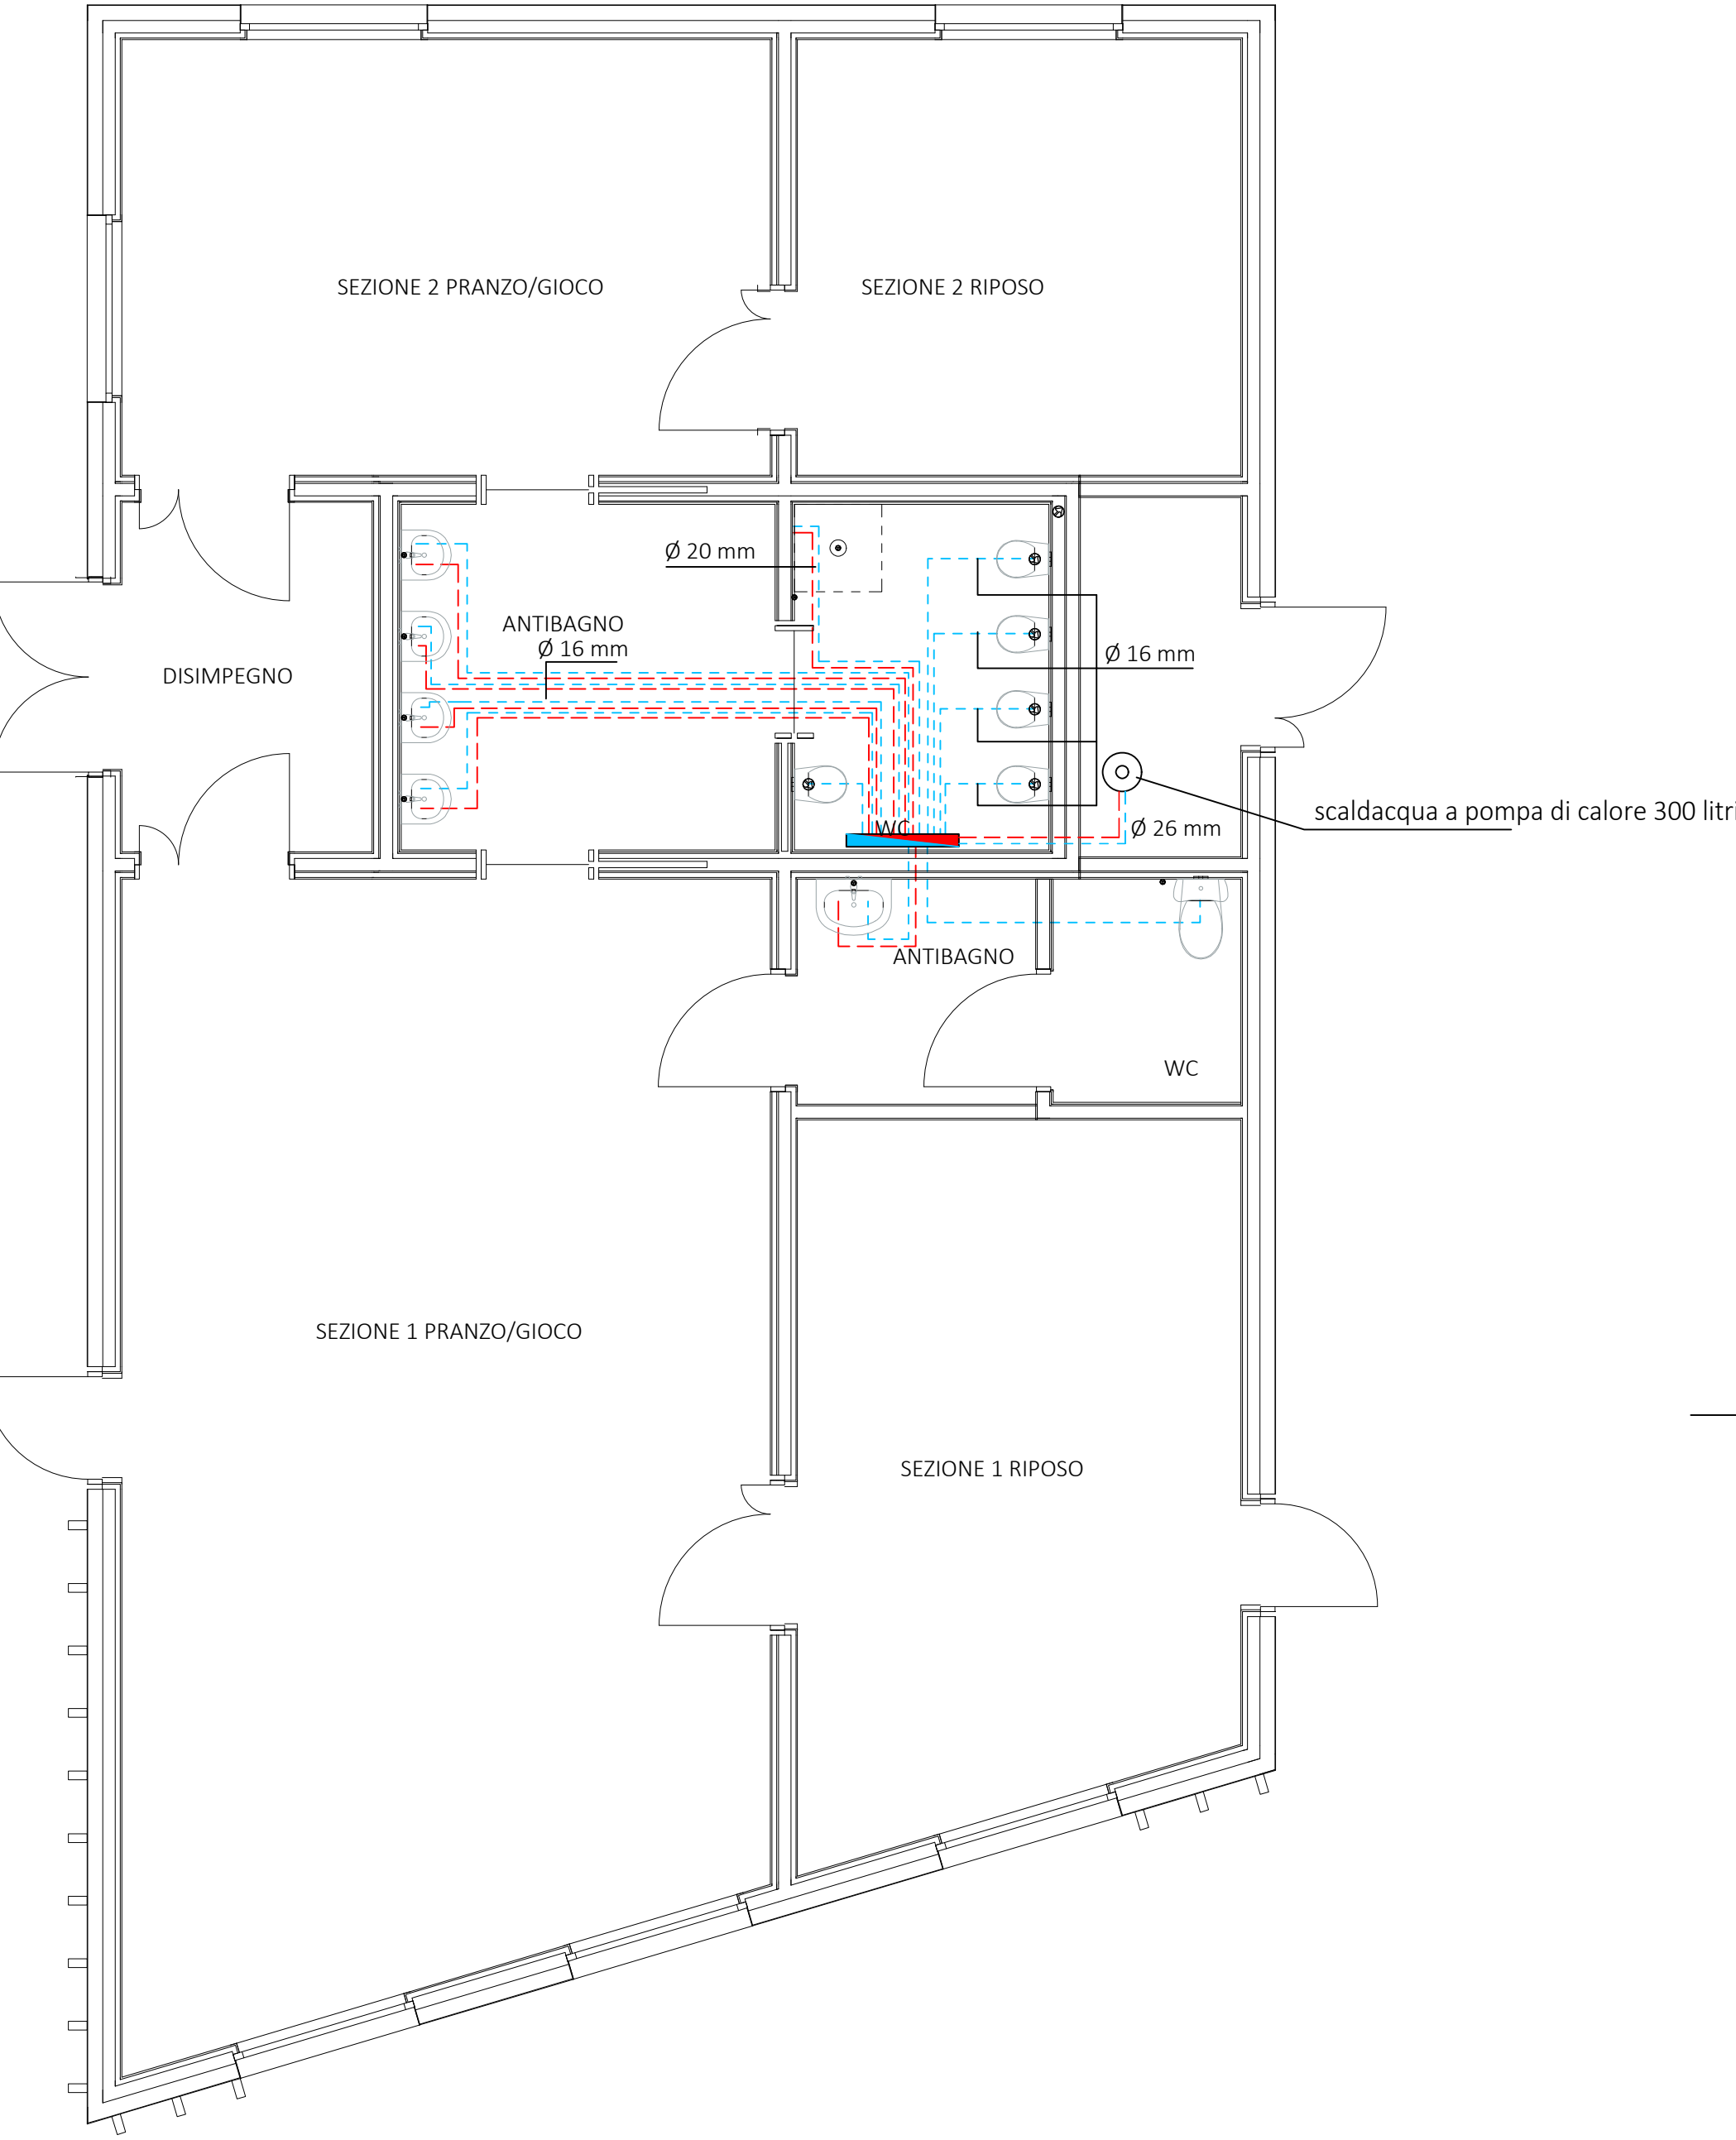 SEZIONE 2 PRANZO/GIOCO
SEZIONE 2 RIPOSO
Ø 20 mm
ANTIBAGNO
Ø 16 mm
Ø 16 mm
DISIMPEGNO
scaldacqua a pompa di calore 300 litri
WC
Ø 26 mm
ANTIBAGNO
WC
SEZIONE 1 PRANZO/GIOCO
SEZIONE 1 RIPOSO